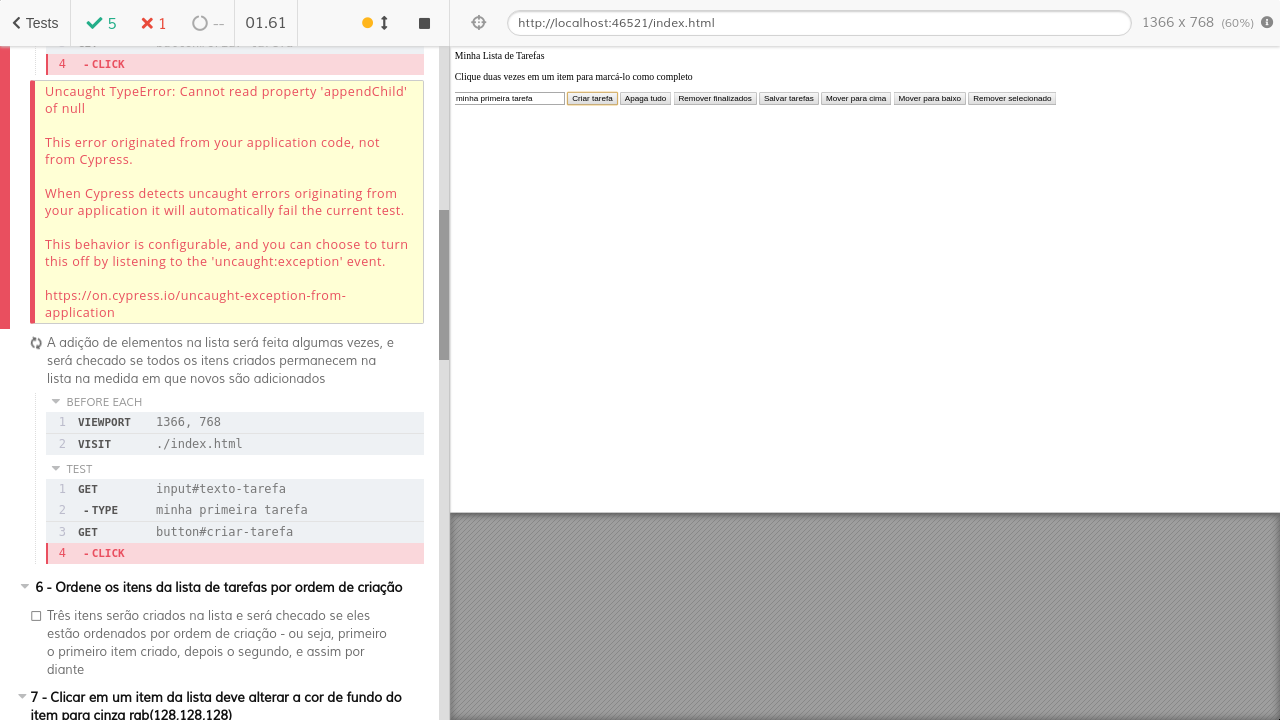 Tests
5
1
--
01.61
http://localhost:46521/index.html
1366 x 768 (60%)
4 - CLICK
Uncaught TypeError: Cannot read property 'appendChild'
of null
This error originated from your application code, not
from Cypress.
When Cypress detects uncaught errors originating from
your application it will automatically fail the current test.
This behavior is configurable, and you can choose to turn
this off by listening to the 'uncaught:exception' event.
https://on.cypress.io/uncaught-exception-from-
application
A adição de elementos na lista será feita algumas vezes, e
será checado se todos os itens criados permanecem na
lista na medida em que novos são adicionados
BEFORE EACH
1 VIEWPORT 1366, 768
2 VISIT ./index.html
TEST
1 GET input#texto-tarefa
2 - TYPE minha primeira tarefa
3 GET button#criar-tarefa
4 - CLICK
6 - Ordene os itens da lista de tarefas por ordem de criação
Três itens serão criados na lista e será checado se eles
estão ordenados por ordem de criação - ou seja, primeiro
o primeiro item criado, depois o segundo, e assim por
diante
7 - Clicar em um item da lista deve alterar a cor de fundo do
item para cinza rgb(128,128,128)
Minha Lista de Tarefas
Clique duas vezes em um item para marcá-lo como completo
minha primeira tarefa Criar tarefa Apaga tudo Remover finalizados Salvar tarefas Mover para cima Mover para baixo Remover selecionado